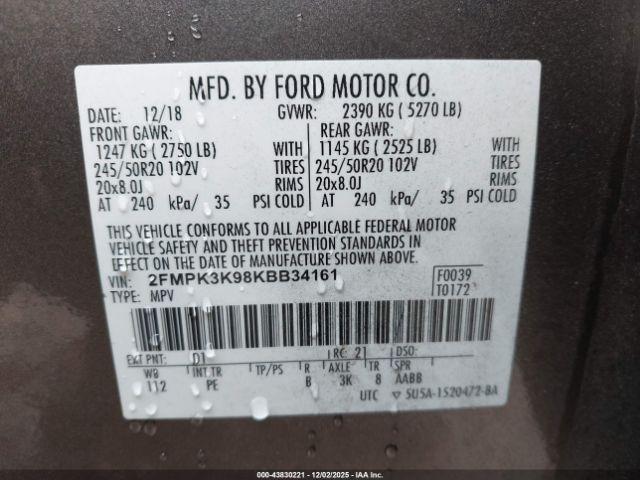 MFD. BY FORD MOTOR CO.
DATE: 12/18 GVWR: 2390 KG ( 5270 LB)
FRONT GAWR: REAR GAWR:
1247 KG ( 2750 LB) WITH 1145 KG ( 2525 LB) WITH
245/50R20 102V TIRES 245/50R20 102V TIRES
20x8.0J RIMS 20x8.0J RIMS
AT 240 kPa/ 35 PSI COLD AT 240 kPa/ 35 PSI COLD
THIS VEHICLE CONFORMS TO ALL APPLICABLE FEDERAL MOTOR
VEHICLE SAFETY AND THEFT PREVENTION STANDARDS IN
EFFECT ON THE DATE OF MANUFACTURE SHOWN ABOVE.
VIN: 2FMPK3K98KBB34161 F0039
TYPE: MPV T0172
EXT PNT: D1 RC: 21 DSO:
WB INT TR TP/PS R AXLE TR SPR
112 PE B 3K 8 AABB
UTC 5U5A-1520472-BA
00-43830221 - 12/02/2025 - IAA Inc.